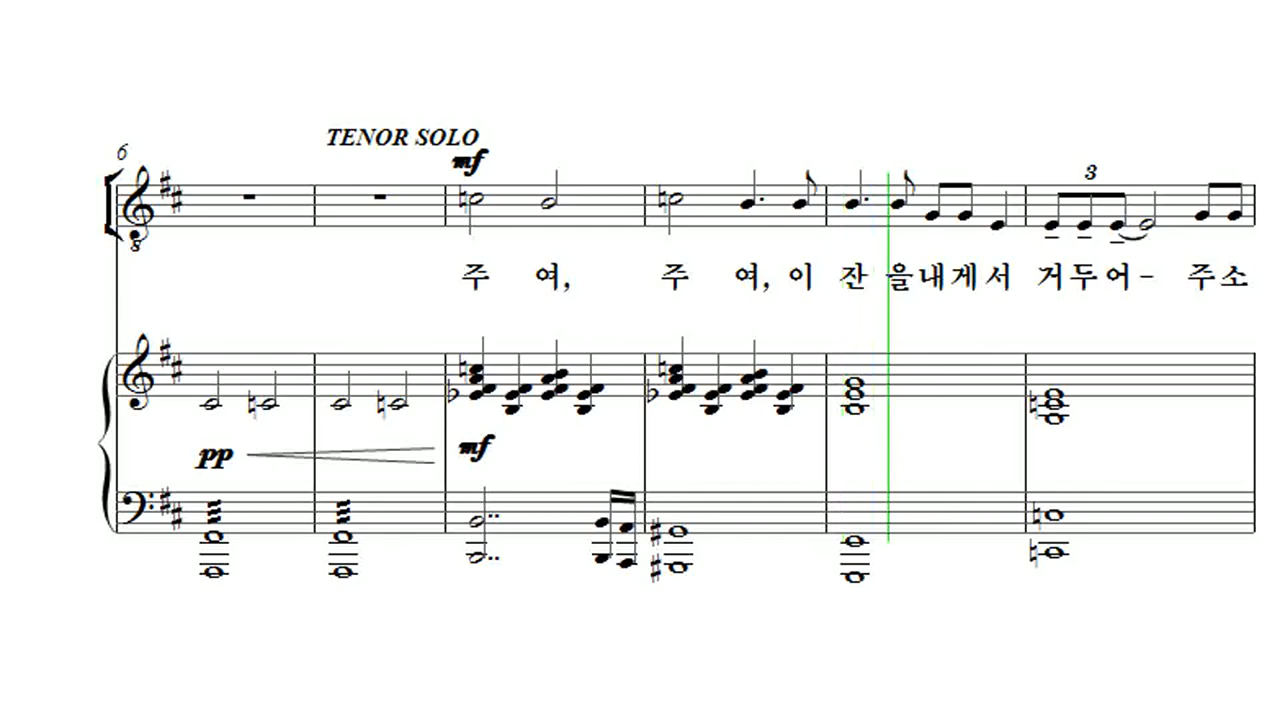 6
TENOR SOLO
mf
3
8
주 여, 주 여, 이 잔 을내게서 거두어- 주소
pp mf